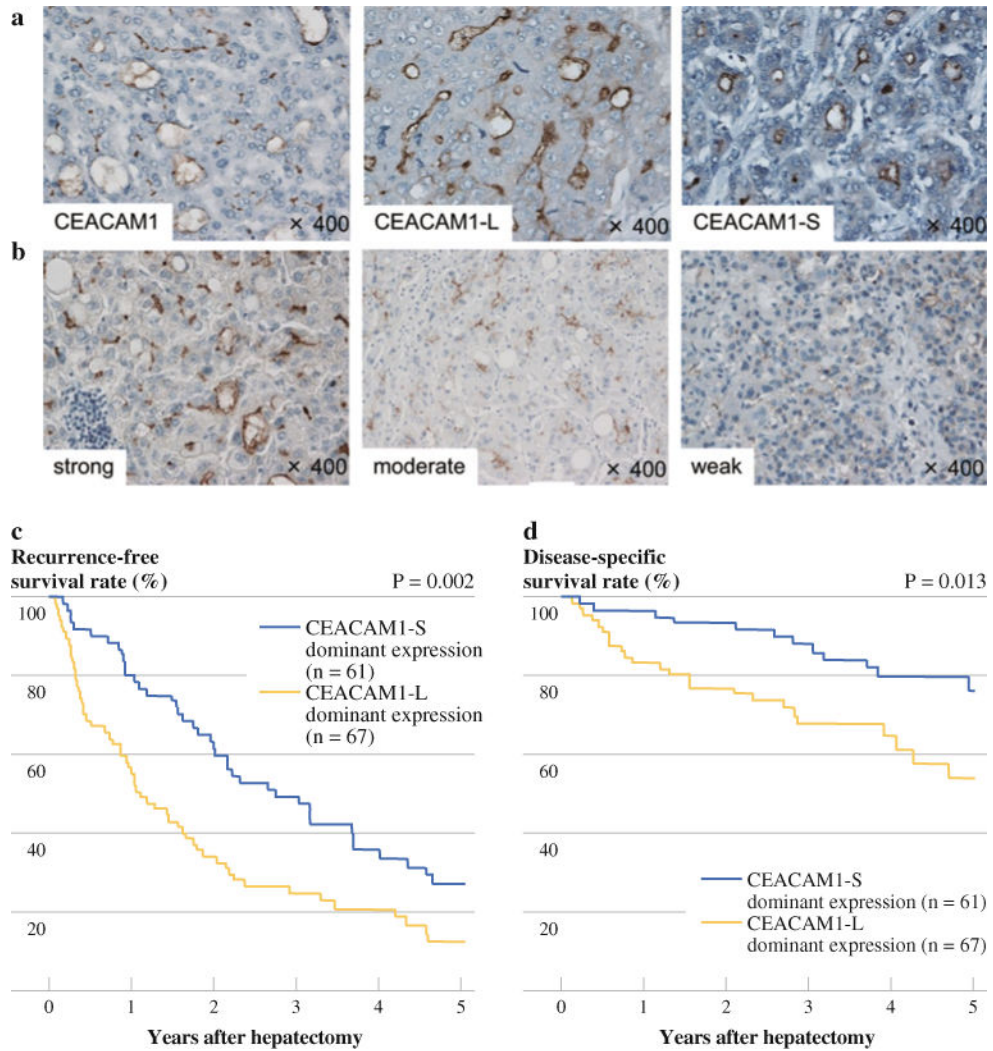 a
CEACAM1
× 400
CEACAM1-L
× 400
CEACAM1-S
× 400
b
strong
× 400
moderate
× 400
weak
× 400
c
Recurrence-free
survival rate (%)
P = 0.002
100
80
60
40
20
CEACAM1-S
dominant expression
(n = 61)
CEACAM1-L
dominant expression
(n = 67)
0 1 2 3 4 5
Years after hepatectomy
d
Disease-specific
survival rate (%)
P = 0.013
100
80
60
40
20
CEACAM1-S
dominant expression (n = 61)
CEACAM1-L
dominant expression (n = 67)
0 1 2 3 4 5
Years after hepatectomy